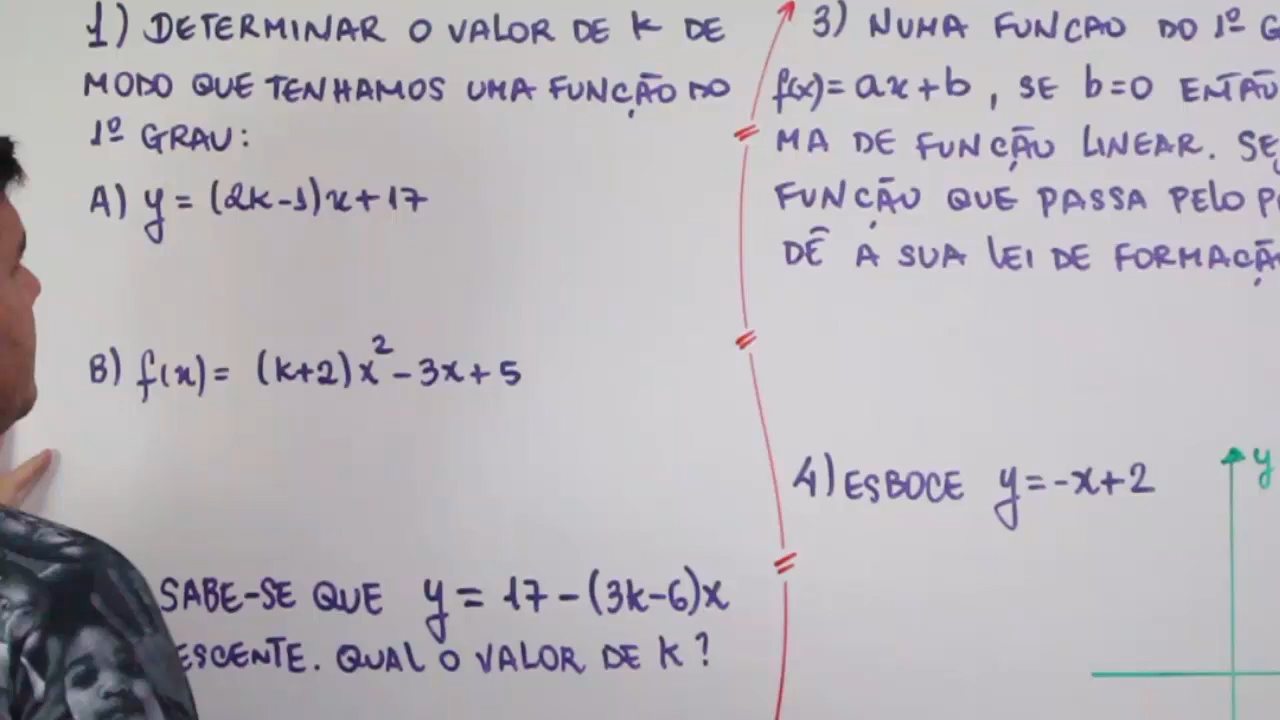 1) DETERMINAR O VALOR DE K DE
MODO QUE TENHAMOS UMA FUNÇÃO DO
1º GRAU:
A) y = (2k-1)x+17
B) f(x)= (k+2)x²-3x+5
SABE-SE QUE y = 17-(3k-6)x
ESCENTE. QUAL O VALOR DE K?
3) NUMA FUNÇÃO DO 1º G
f(x)= ax+b, SE b=0 ENTÃO
MA DE FUNÇÃO LINEAR. SE
FUNÇÃO QUE PASSA PELO P
DÊ A SUA LEI DE FORMAÇÃ
4) ESBOCE y=-x+2
y